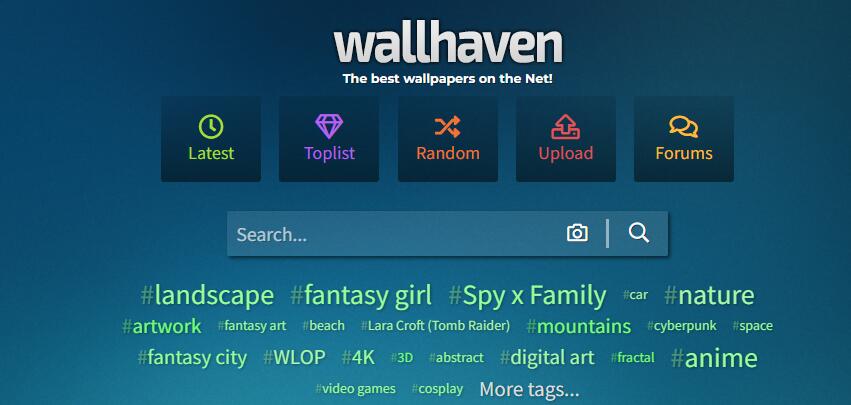 wallhaven
The best wallpapers on the Net!
Latest Toplist Random Upload Forums
Search...
#landscape #fantasy girl #Spy x Family #car #nature
#artwork #fantasy art #beach #Lara Croft (Tomb Raider) #mountains #cyberpunk #space
#fantasy city #WLOP #4K #3D #abstract #digital art #fractal #anime
#video games #cosplay More tags...